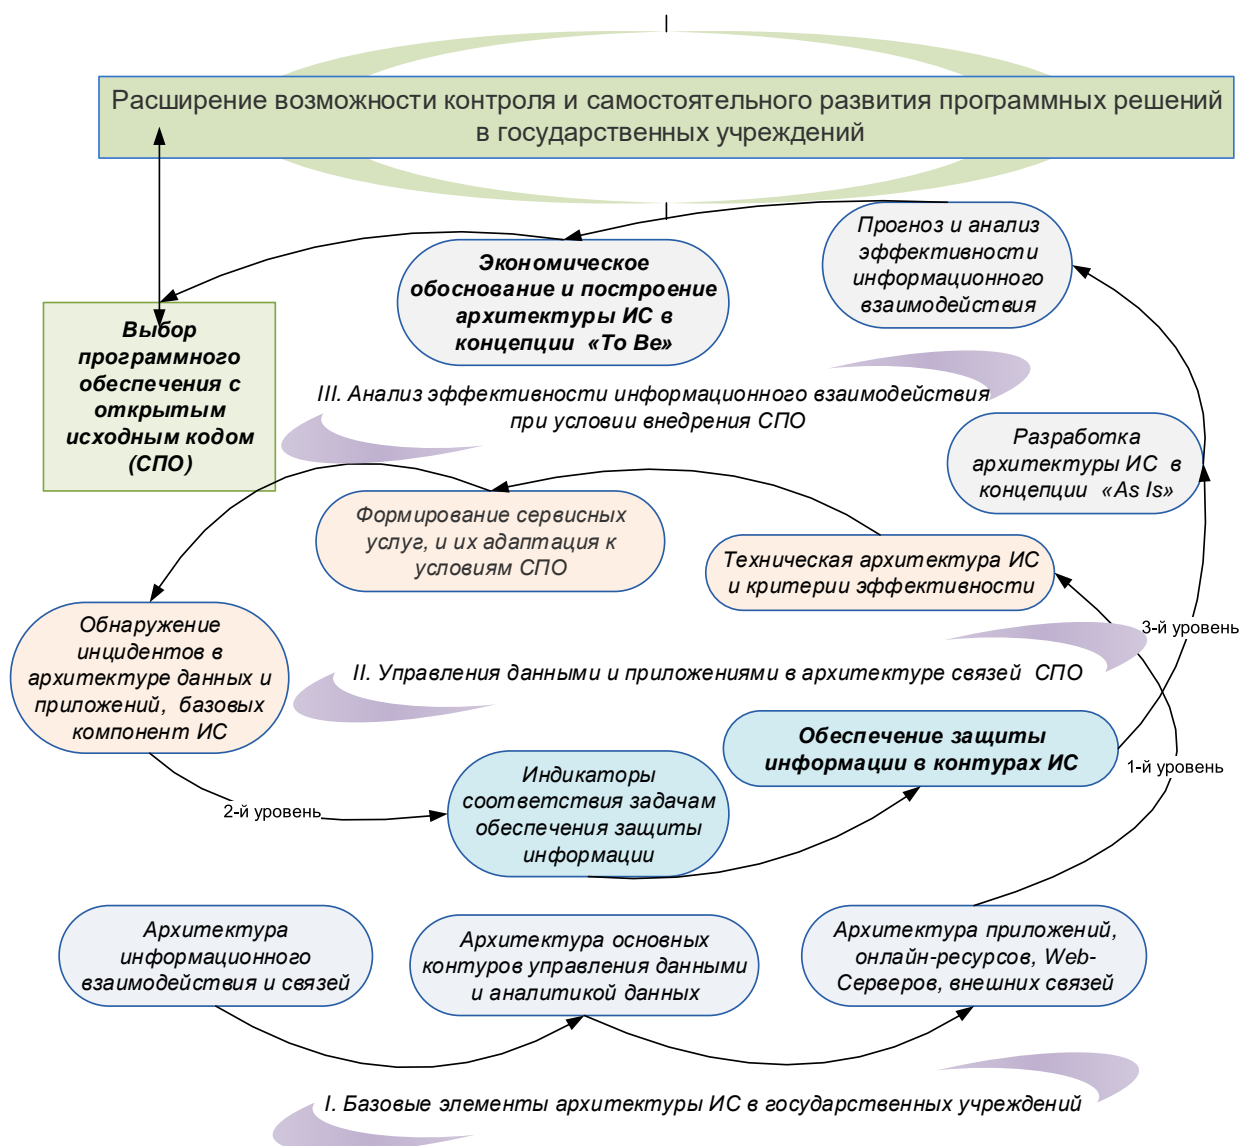 Расширение возможности контроля и самостоятельного развития программных решений
в государственных учреждений
Прогноз и анализ
эффективности
информационного
взаимодействия
Экономическое
обоснование и построение
архитектуры ИС в
концепции «To Be»
Выбор
программного
обеспечения с
открытым
исходным кодом
(СПО)
III. Анализ эффективности информационного взаимодействия
при условии внедрения СПО
Разработка
архитектуры ИС в
концепции «As Is»
Формирование сервисных
услуг, и их адаптация к
условиям СПО
Техническая архитектура ИС
и критерии эффективности
Обнаружение
инцидентов в
архитектуре данных и
приложений, базовых
компонент ИС
3-й уровень
II. Управления данными и приложениями в архитектуре связей СПО
Обеспечение защиты
информации в контурах ИС
1-й уровень
Индикаторы
соответствия задачам
обеспечения защиты
информации
2-й уровень
Архитектура
информационного
взаимодействия и связей
Архитектура основных
контуров управления данными
и аналитикой данных
Архитектура приложений,
онлайн-ресурсов, Web-
Серверов, внешних связей
I. Базовые элементы архитектуры ИС в государственных учреждений